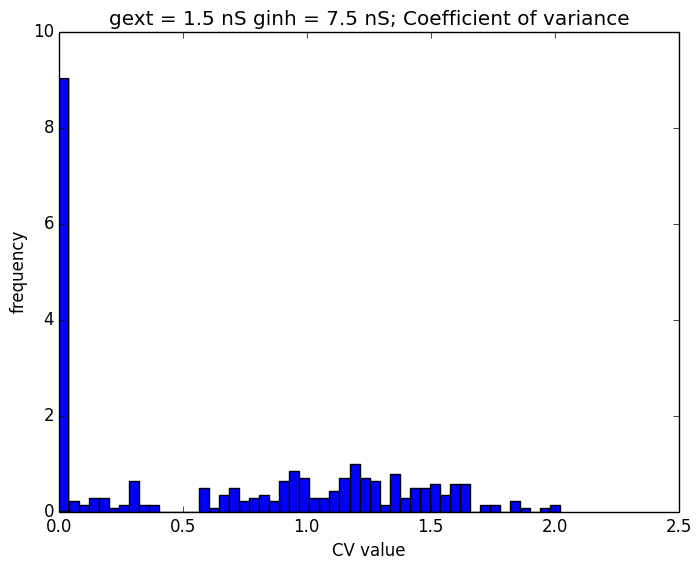 gext = 1.5 nS ginh = 7.5 nS; Coefficient of variance
10
8
6
4
2
0
frequency
0.0 0.5 1.0 1.5 2.0 2.5
CV value